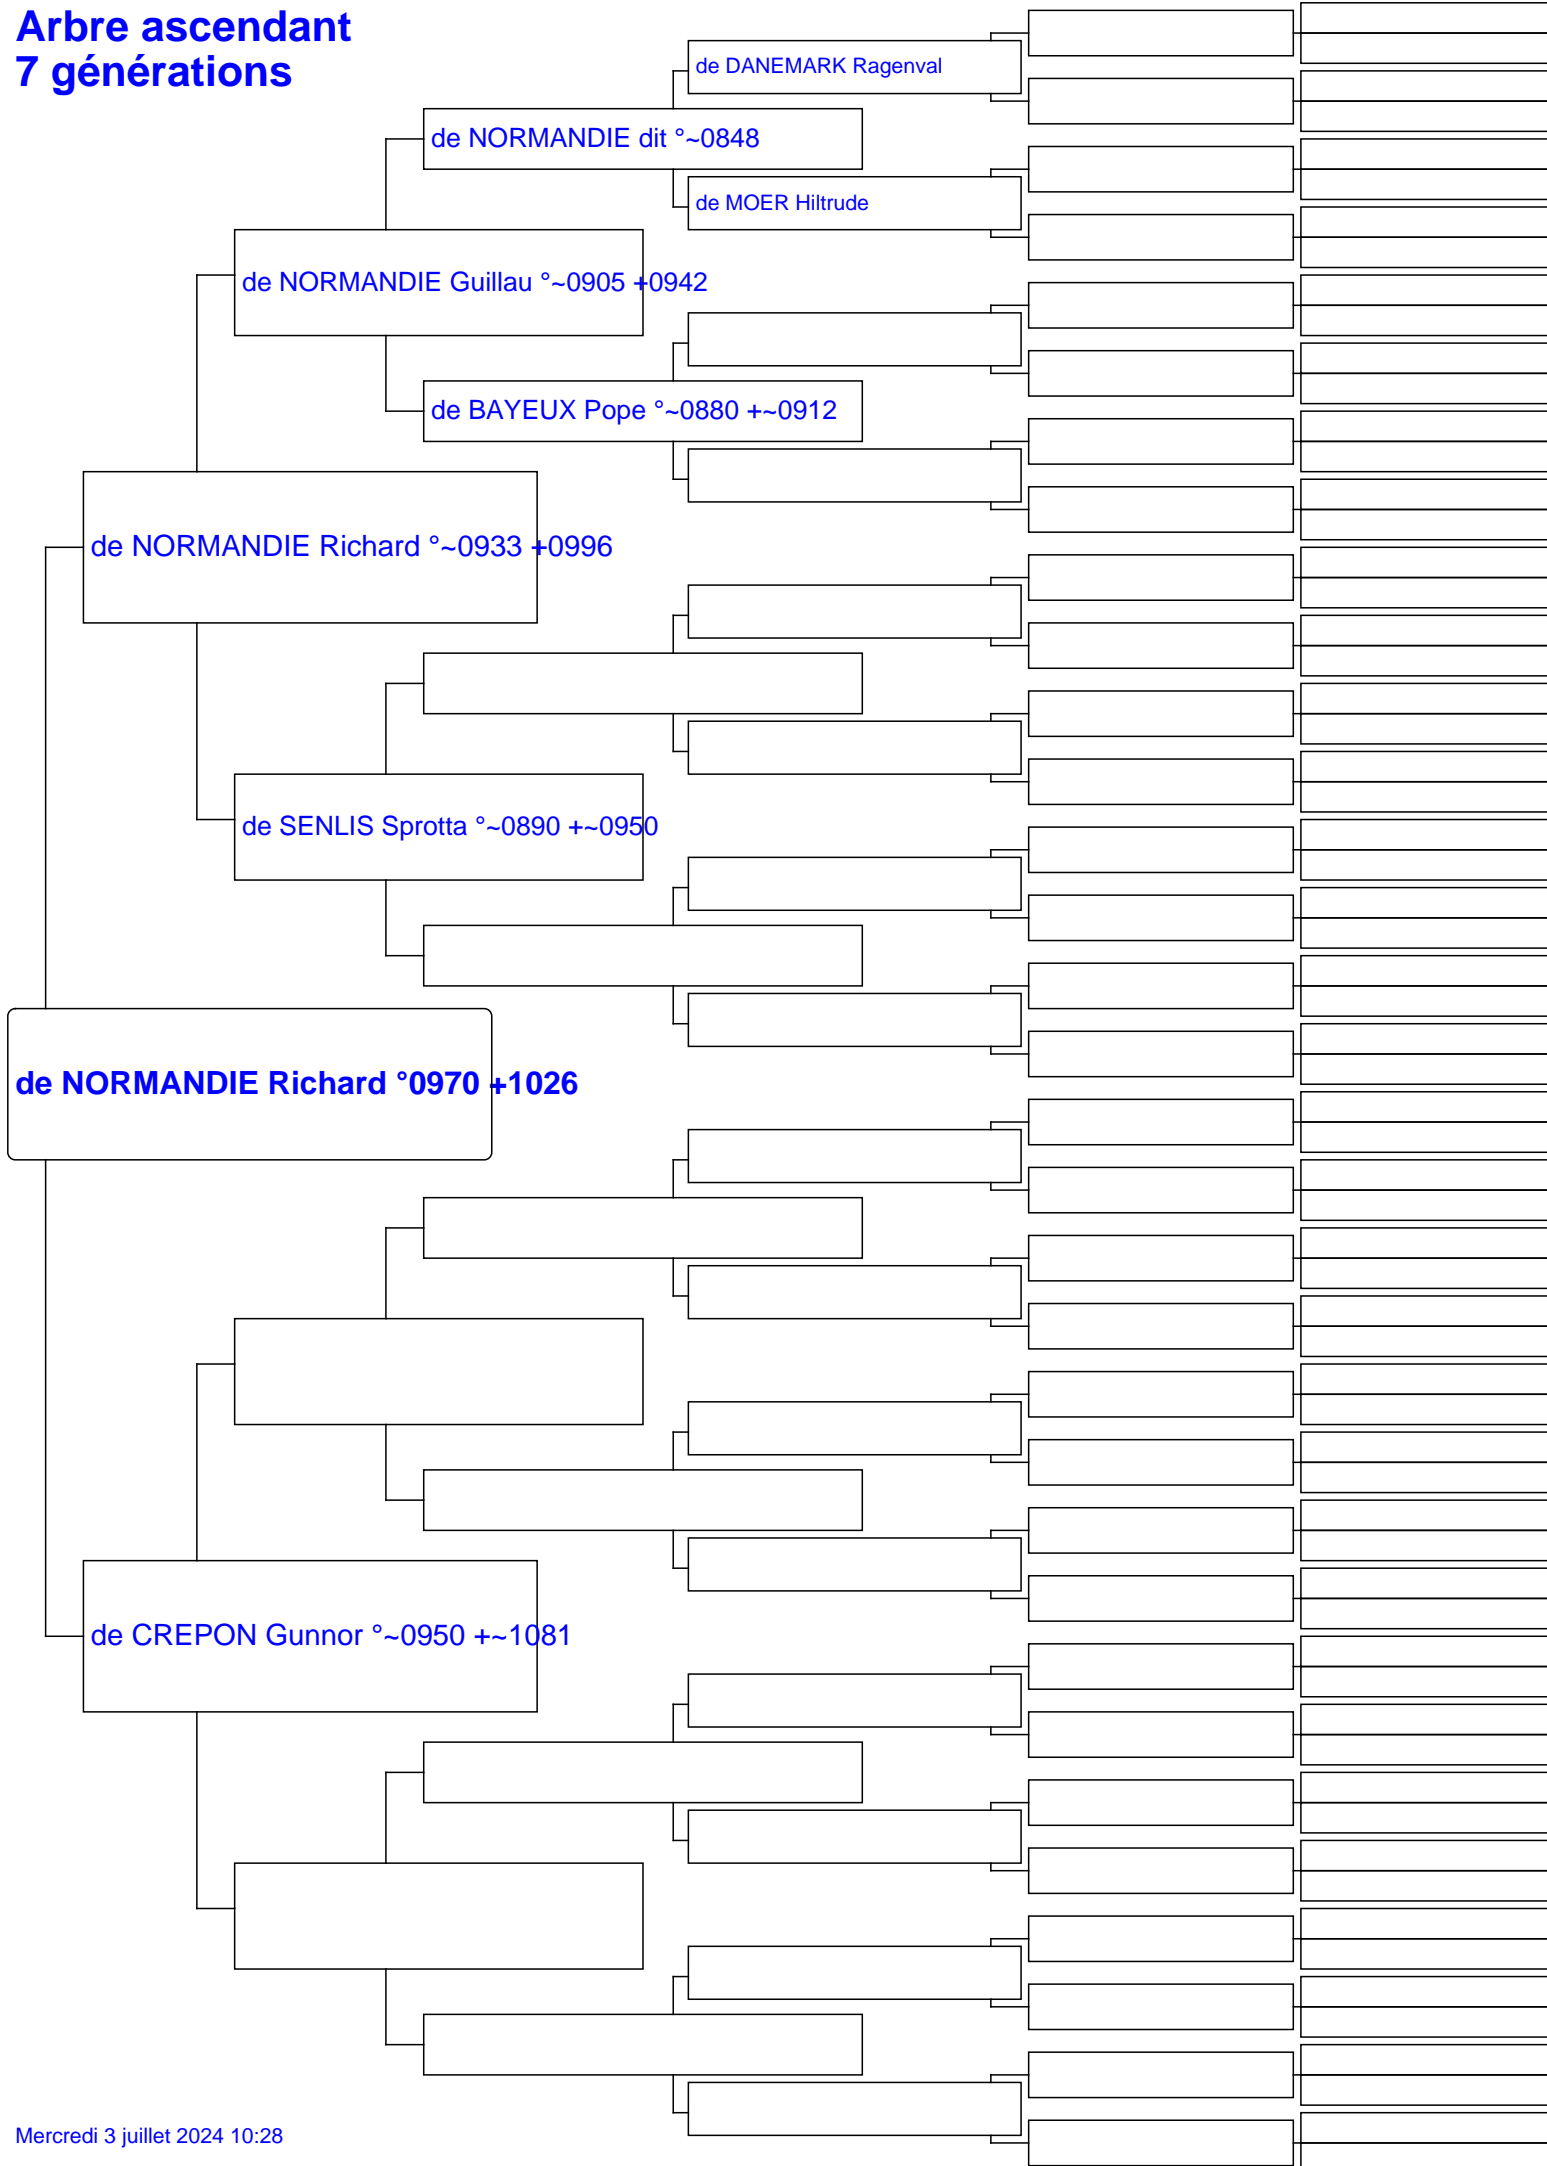 Arbre ascendant
7 générations
de DANEMARK Ragenval
de NORMANDIE dit °~0848
de MOER Hiltrude
de NORMANDIE Guillau °~0905 +0942
de BAYEUX Pope °~0880 +~0912
de NORMANDIE Richard °~0933 +0996
de SENLIS Sprotta °~0890 +~0950
de NORMANDIE Richard °0970 +1026
de CREPON Gunnor °~0950 +~1081
Mercredi 3 juillet 2024 10:28